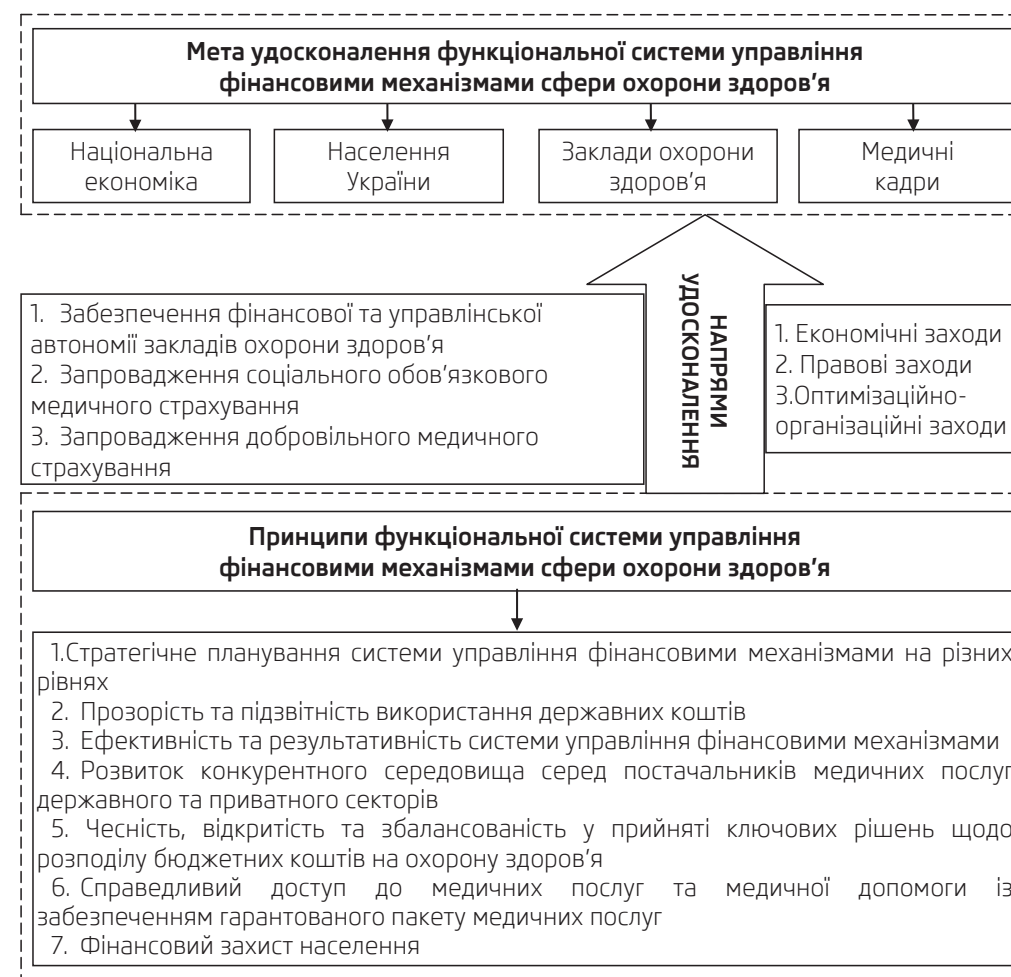 Мета удосконалення функціональної системи управління
фінансовими механізмами сфери охорони здоров'я
Національна
економіка
Населення
України
Заклади охорони
здоров'я
Медичні
кадри
1. Забезпечення фінансової та управлінської
автономії закладів охорони здоров'я
2. Запровадження соціального обов'язкового
медичного страхування
3. Запровадження добровільного медичного
страхування
НАПРЯМИ
УДОСКОНАЛЕННЯ
1. Економічні заходи
2. Правові заходи
3.Оптимізаційно-
організаційні заходи
Принципи функціональної системи управління
фінансовими механізмами сфери охорони здоров'я
1.Стратегічне планування системи управління фінансовими механізмами на різних
рівнях
2. Прозорість та підзвітність використання державних коштів
3. Ефективність та результативність системи управління фінансовими механізмами
4. Розвиток конкурентного середовища серед постачальників медичних послуг
державного та приватного секторів
5. Чесність, відкритість та збалансованість у прийняті ключових рішень щодо
розподілу бюджетних коштів на охорону здоров'я
6. Справедливий доступ до медичних послуг та медичної допомоги із
забезпеченням гарантованого пакету медичних послуг
7. Фінансовий захист населення